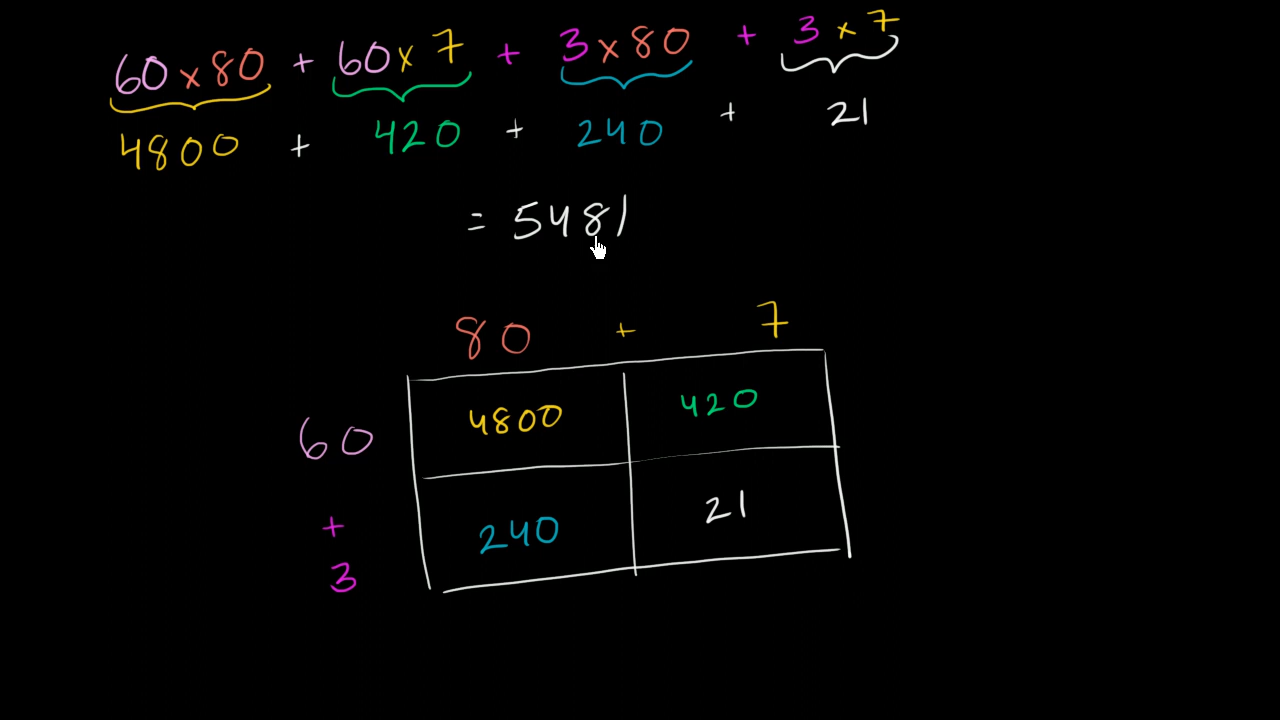 60 x 80 + 60 x 7 + 3 x 80 + 3 x 7
4800 + 420 + 240 + 21
= 5481
80 + 7
60 4800 420
+
3 240 21